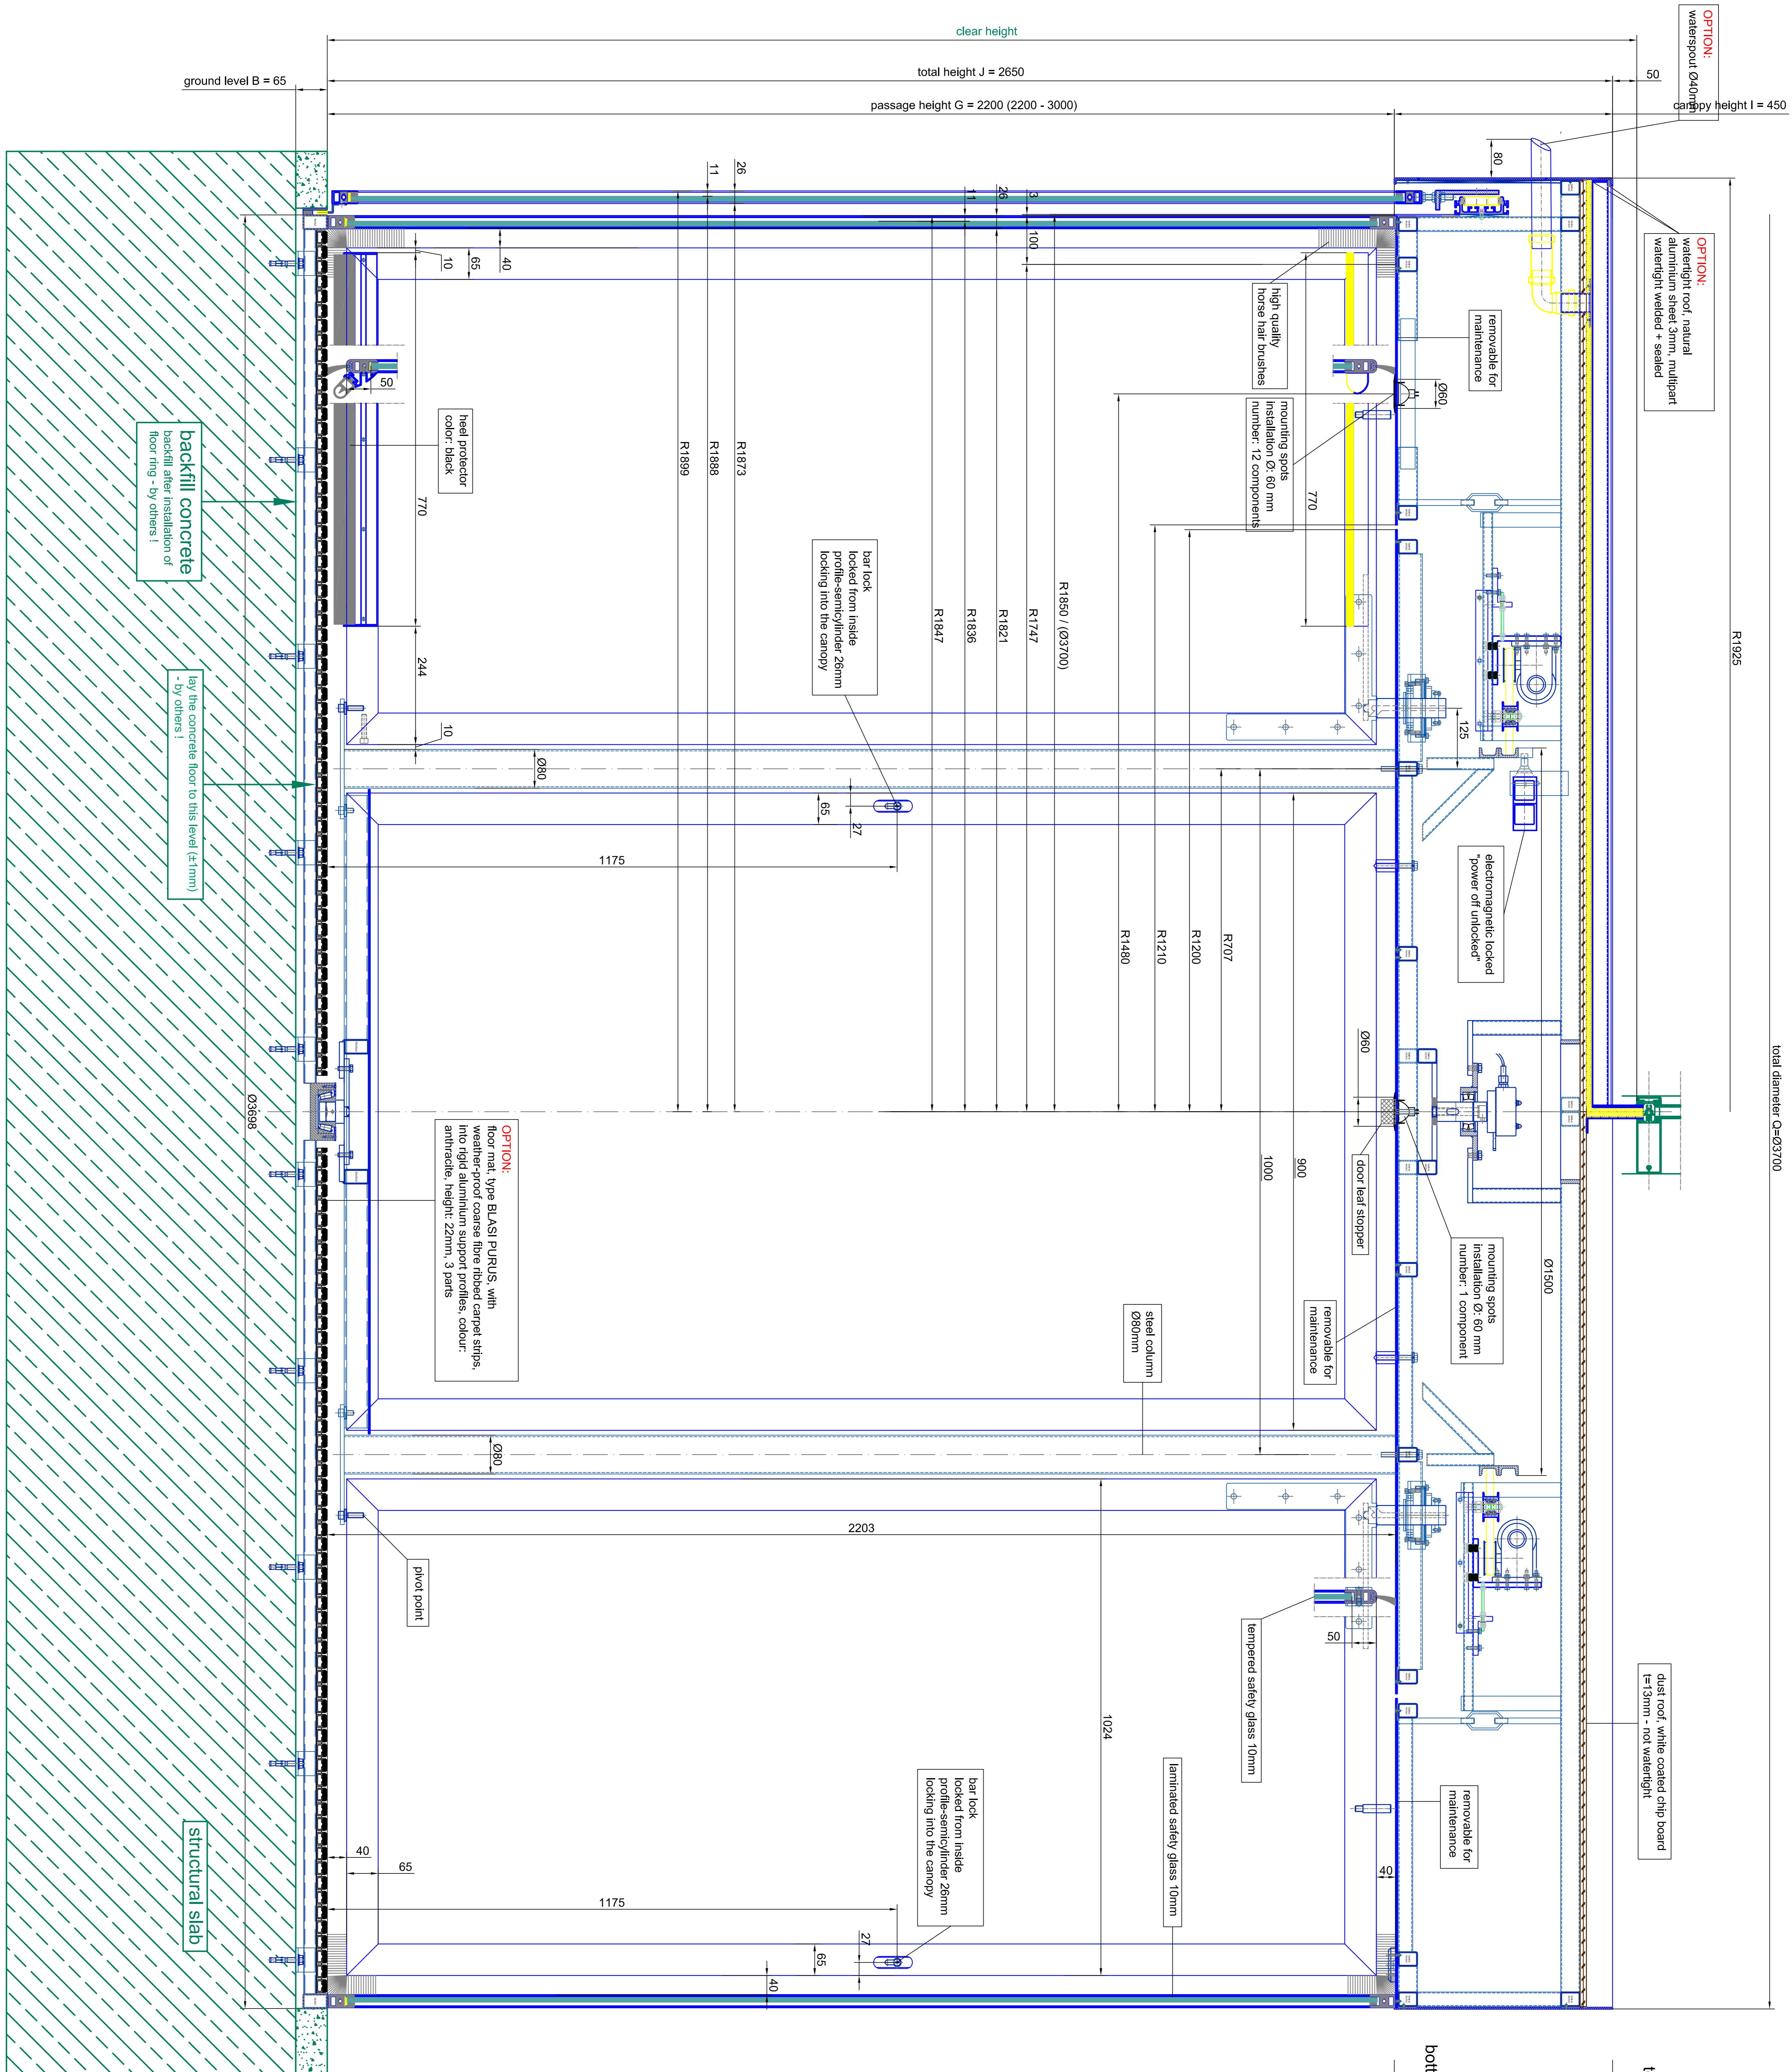 clear height
total height J = 2650
50
ground level B = 65
passage height G = 2200 (2200 - 3000)
canopy height I = 450
OPTION:
waterspout Ø40mm
80
OPTION:
watertight roof, natural
aluminium sheet 3mm, multipart
watertight welded + sealed
R1925
total diameter Q=Ø3700
26
11
11
26
3
100
40
65
10
770
244
10
50
high quality
horse hair brushes
removable for
maintenance
Ø60
mounting spots
installation Ø: 60 mm
number: 12 components
770
heel protector
color: black
backfill concrete
backfill after installation of
floor ring - by others !
lay the concrete floor to this level (±1mm)
- by others !
R1899
R1888
R1873
R1847
R1836
R1821
R1747
R1850 / (Ø3700)
R1480
R1210
R1200
R707
bar lock
locked from inside
profile-semicylinder 26mm
locking into the canopy
125
Ø80
65
27
1175
electromagnetic locked
"power off unlocked"
Ø60
door leaf stopper
900
1000
Ø1500
mounting spots
installation Ø: 60 mm
number: 1 component
removable for
maintenance
steel column
Ø80mm
Ø3698
OPTION:
floor mat, type BLASI PURUS, with
weather-proof coarse fibre ribbed carpet strips,
into rigid aluminium support profiles, colour:
anthracite, height: 22mm, 3 parts
Ø80
2203
pivot point
50
tempered safety glass 10mm
1024
laminated safety glass 10mm
dust roof, white coated chip board
t=13mm - not watertight
removable for
maintenance
bar lock
locked from inside
profile-semicylinder 26mm
locking into the canopy
40
65
40
1175
27
65
40
structural slab
bott
t